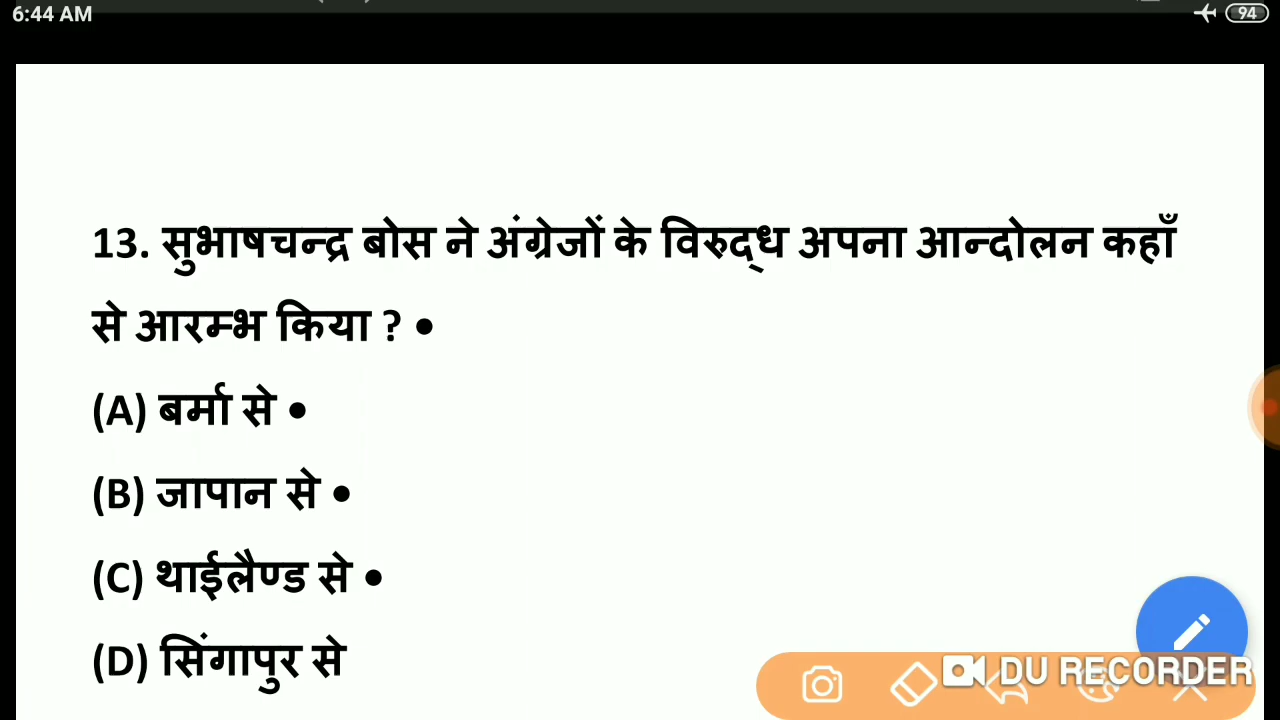 6:44 AM
94
13. सुभाषचन्द्र बोस ने अंग्रेजों के विरुद्ध अपना आन्दोलन कहाँ
से आरम्भ किया ? •
(A) बर्मा से •
(B) जापान से •
(C) थाईलैण्ड से •
(D) सिंगापुर से
DU RECORDER